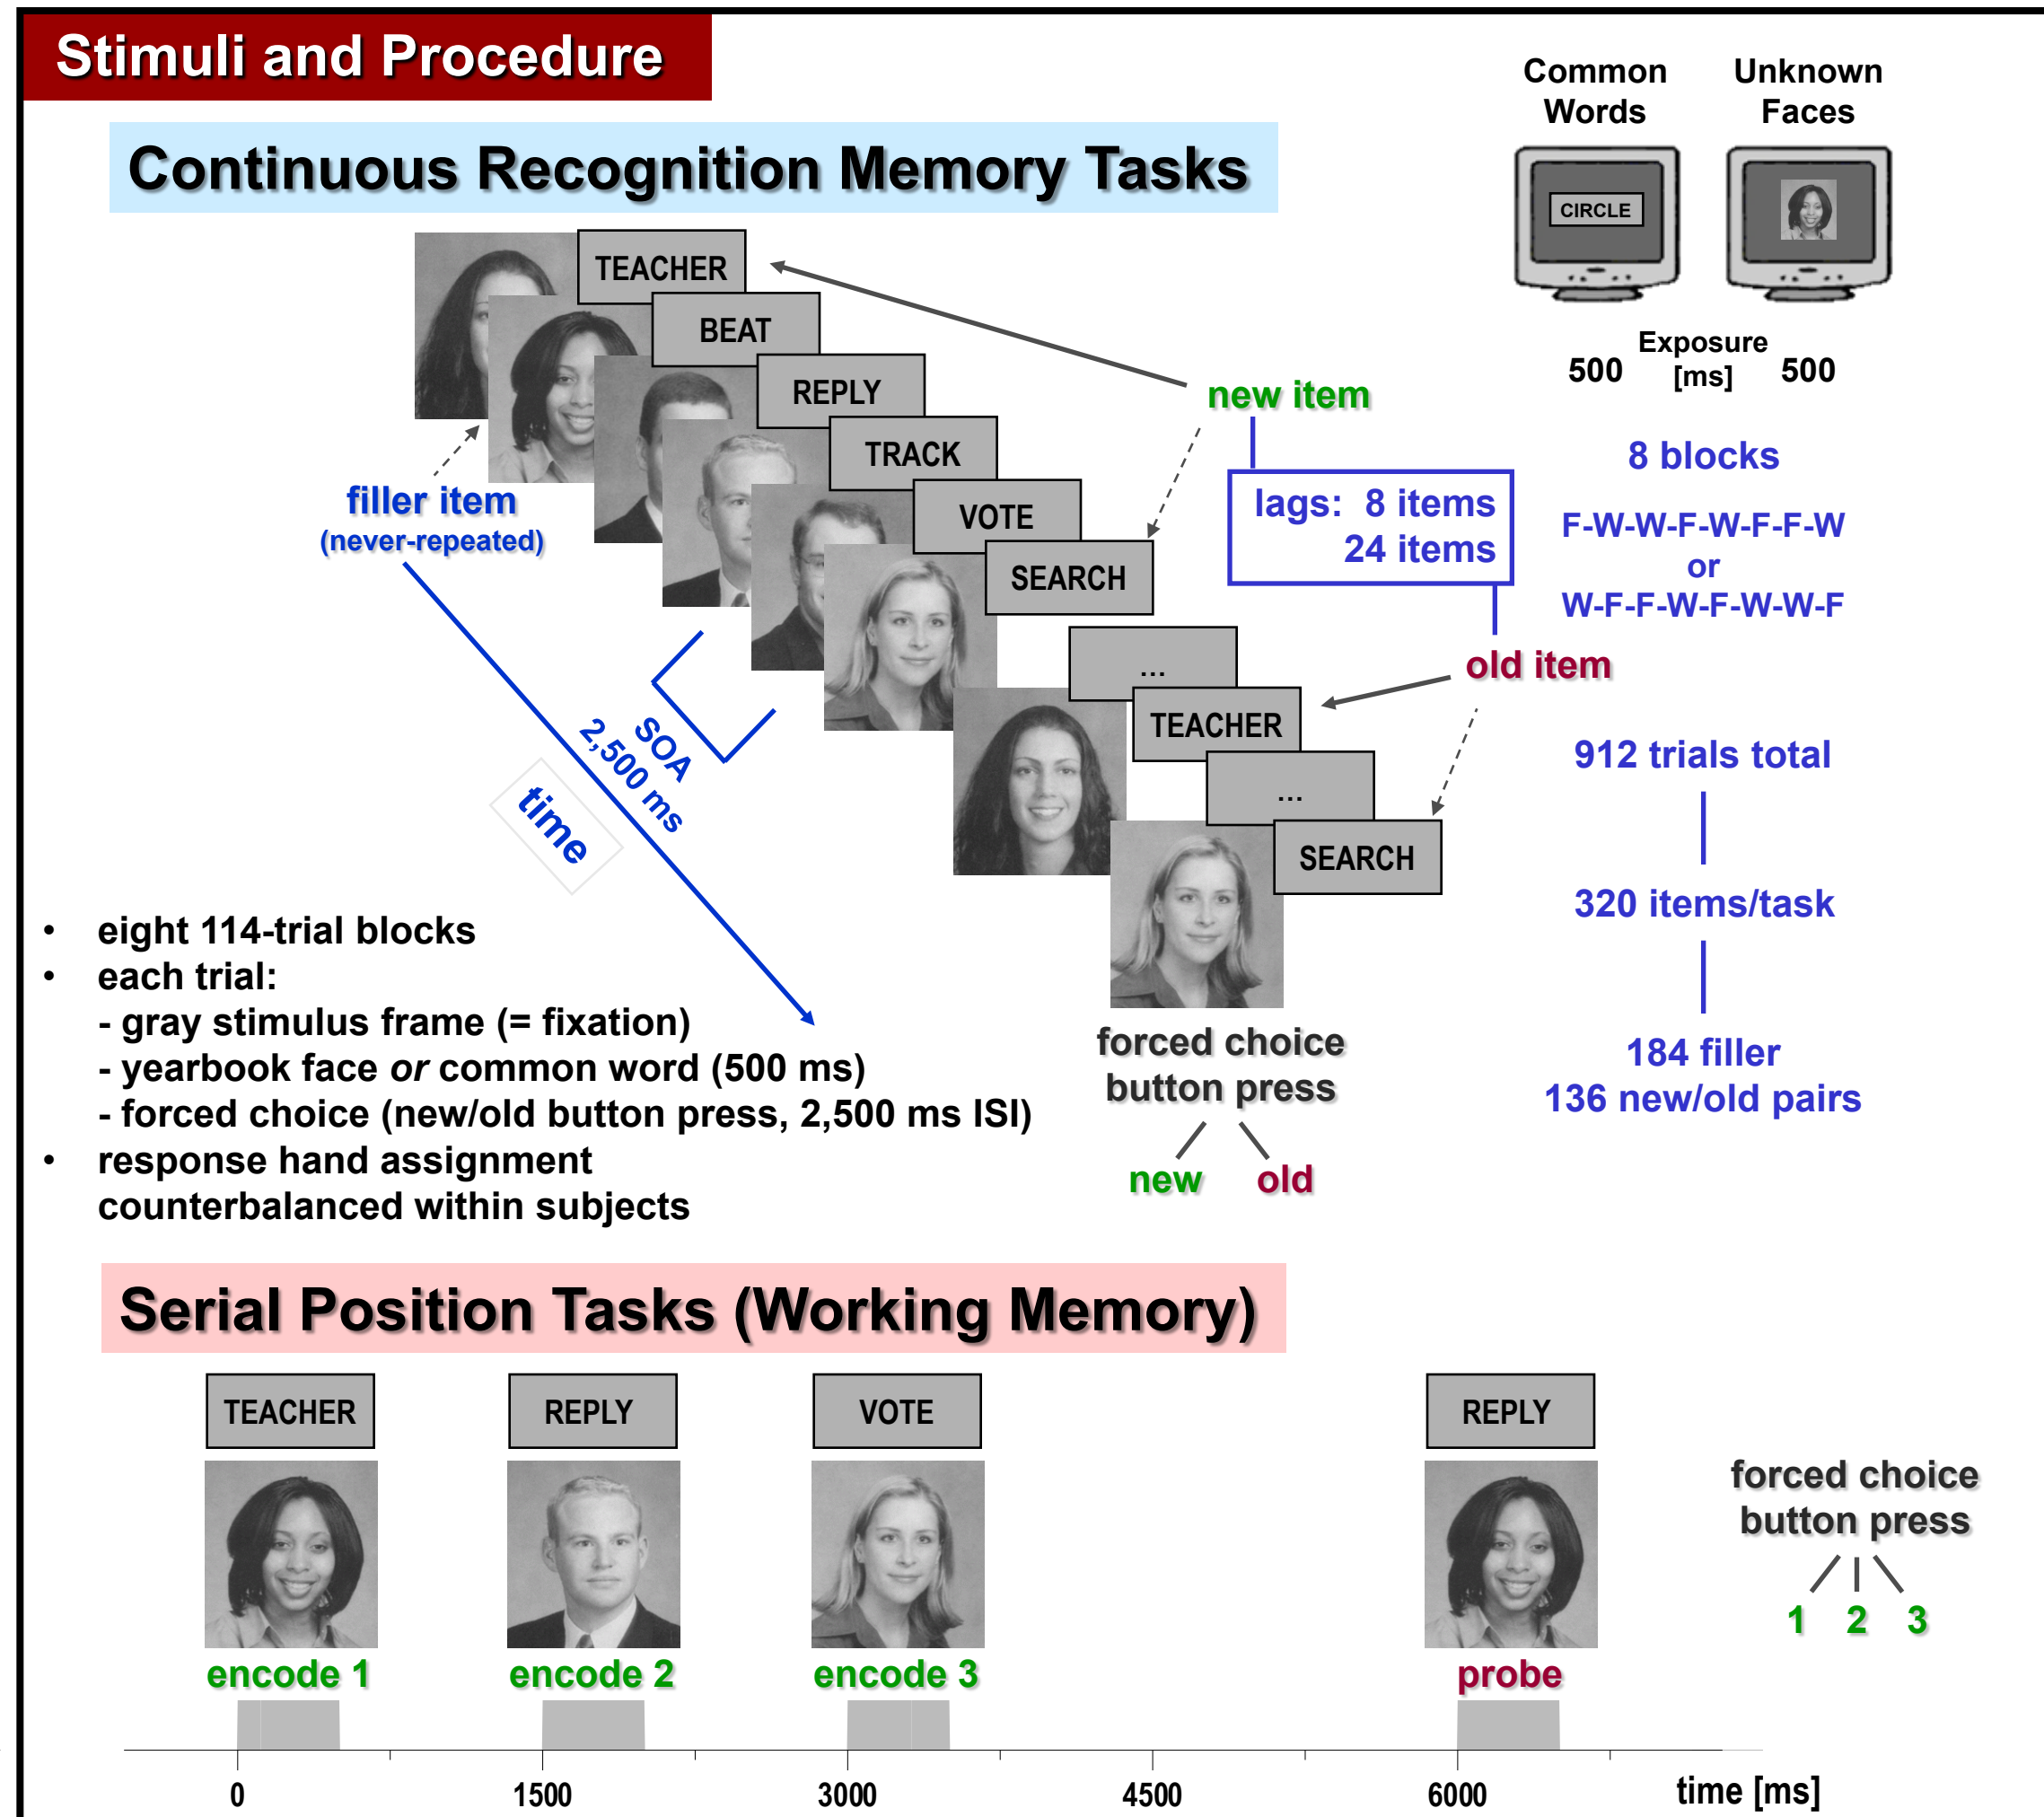 Stimuli and Procedure
Continuous Recognition Memory Tasks
Common
Words
Unknown
Faces
CIRCLE
Exposure
[ms]
500
500
TEACHER
BEAT
REPLY
TRACK
VOTE
SEARCH
...
TEACHER
...
SEARCH
new item
lags: 8 items
24 items
old item
filler item
(never-repeated)
SOA
2,500 ms
time
8 blocks
F-W-W-F-W-F-F-W
or
W-F-F-W-F-W-W-F
912 trials total
320 items/task
184 filler
136 new/old pairs
• eight 114-trial blocks
• each trial:
- gray stimulus frame (= fixation)
- yearbook face or common word (500 ms)
- forced choice (new/old button press, 2,500 ms ISI)
• response hand assignment
counterbalanced within subjects
forced choice
button press
new old
Serial Position Tasks (Working Memory)
TEACHER
REPLY
VOTE
REPLY
encode 1
encode 2
encode 3
probe
forced choice
button press
1 2 3
0 1500 3000 4500 6000 time [ms]